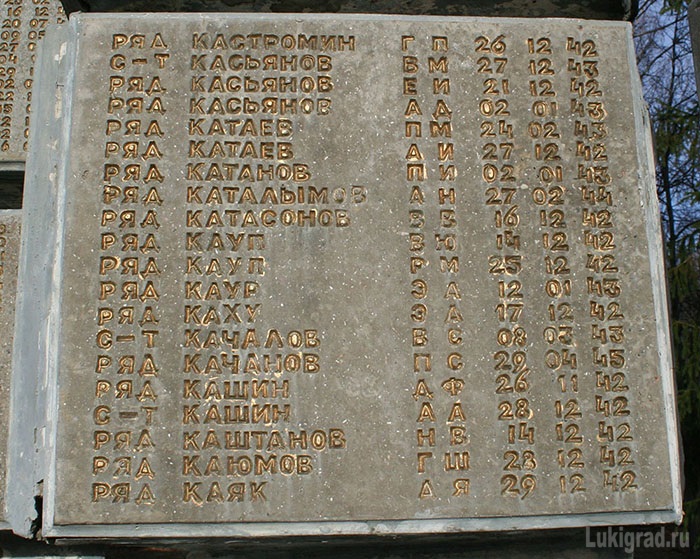 РЯД КАСТРОМИН Г П 26 12 42
С-Т КАСЬЯНОВ В М 27 12 43
РЯД КАСЬЯНОВ Е И 21 12 42
РЯД КАСЬЯНОВ А Д 02 01 43
РЯД КАТАЕВ П М 24 02 43
РЯД КАТАЕВ А И 27 12 42
РЯД КАТАНОВ П И 02 01 43
РЯД КАТАЛЫМОВ А Н 27 02 44
РЯД КАТАСОНОВ В В 16 12 42
РЯД КАУП В Ю 14 12 42
РЯД КАУП Р М 25 12 42
РЯД КАУР Э А 12 01 43
РЯД КАХУ Э А 17 12 42
С-Т КАЧАЛОВ В С 08 03 43
РЯД КАЧАНОВ П С 29 04 45
РЯД КАШИН Д Ф 26 11 42
С-Т КАШИН А А 28 12 42
РЯД КАШТАНОВ Н В 14 12 42
РЯД КАЮМОВ Г Ш 28 12 42
РЯД КАЯК А Я 29 12 42
Lukigrad.ru